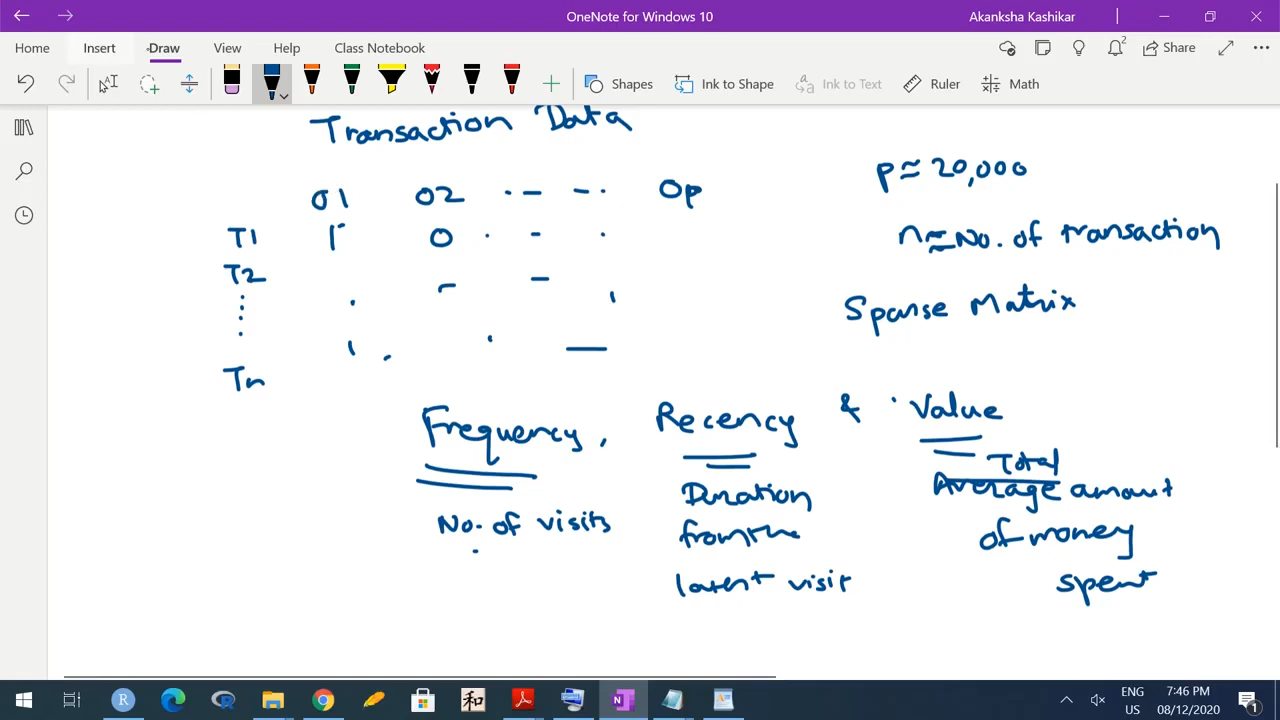 OneNote for Windows 10
Akanksha Kashikar
Home Insert Draw View Help Class Notebook
2 Share
Shapes Ink to Shape Ink to Text Ruler Math
Transaction Data
O1 O2 Op
T1 1 0
T2
Tn
p ≈ 20,000
n ≈ No. of transaction
Sparse Matrix
Frequency, Recency & Value
No. of visits
Duration
from the
latest visit
Total
Average amount
of money
spent
ENG
US
7:46 PM
08/12/2020
1